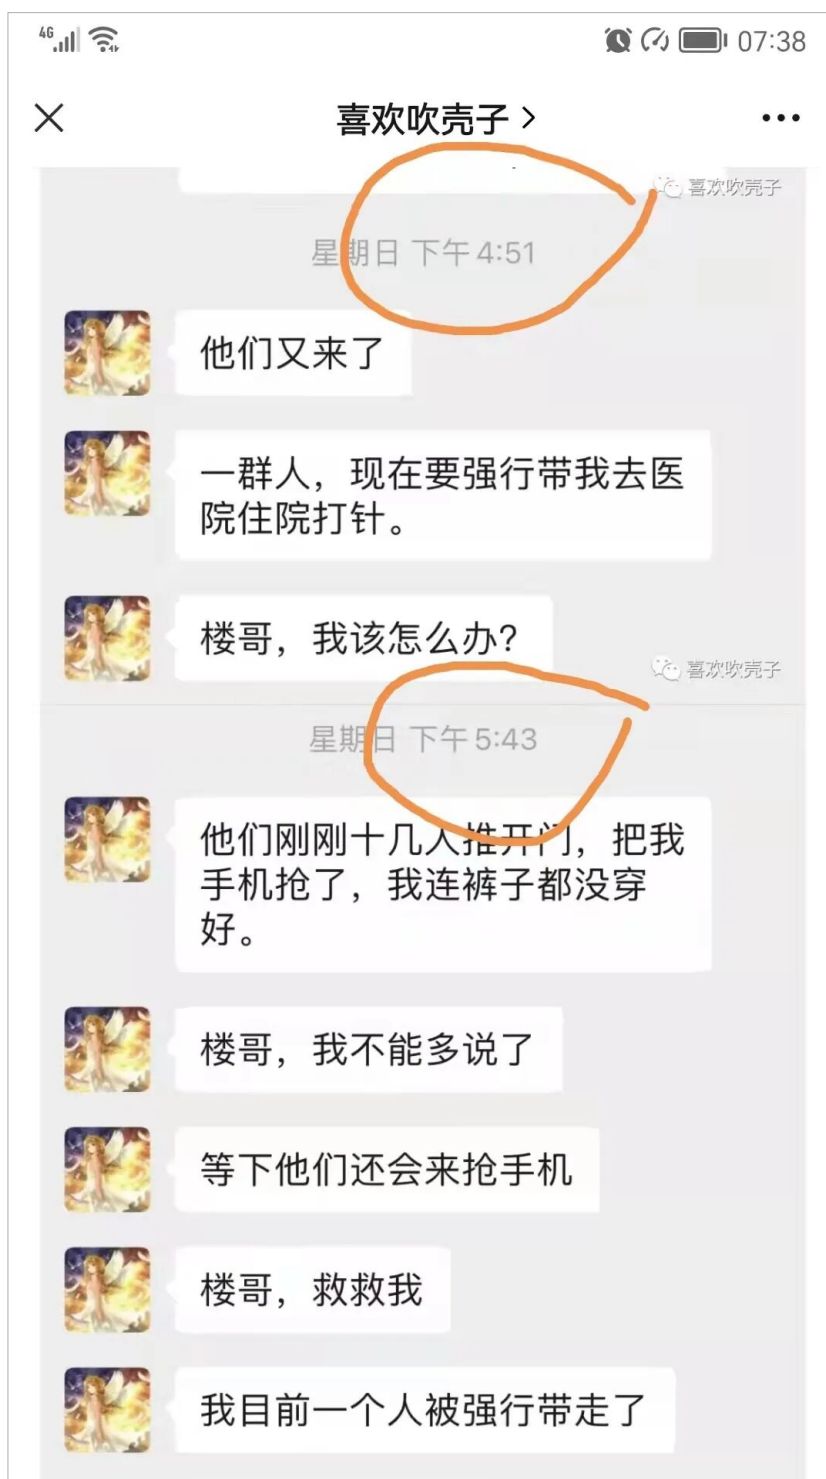 4G
07:38
喜欢吹壳子
喜欢吹壳子
星期日 下午 4:51
他们又来了
一群人，现在要强行带我去医
院住院打针。
楼哥，我该怎么办？
喜欢吹壳子
星期日 下午 5:43
他们刚刚十几人推开门，把我
手机抢了，我连裤子都没穿
好。
楼哥，我不能多说了
等下他们还会来抢手机
楼哥，救救我
我目前一个人被强行带走了